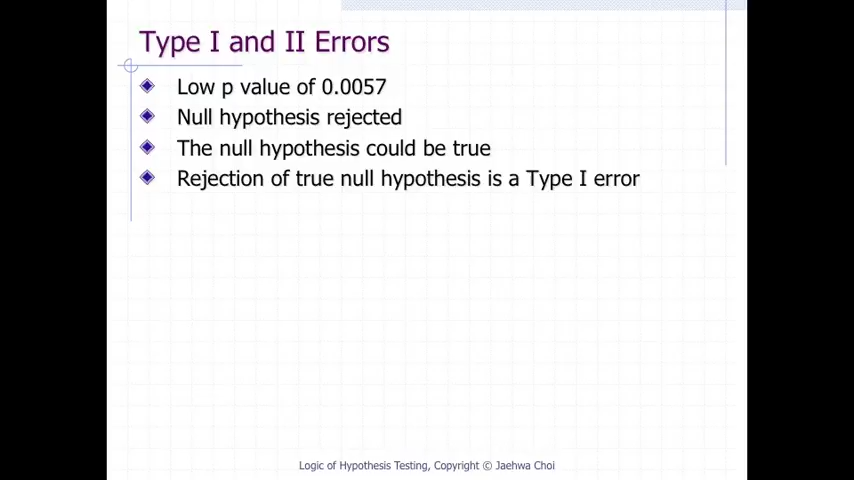 Type I and II Errors
Low p value of 0.0057
Null hypothesis rejected
The null hypothesis could be true
Rejection of true null hypothesis is a Type I error
Logic of Hypothesis Testing, Copyright © Jaehwa Choi